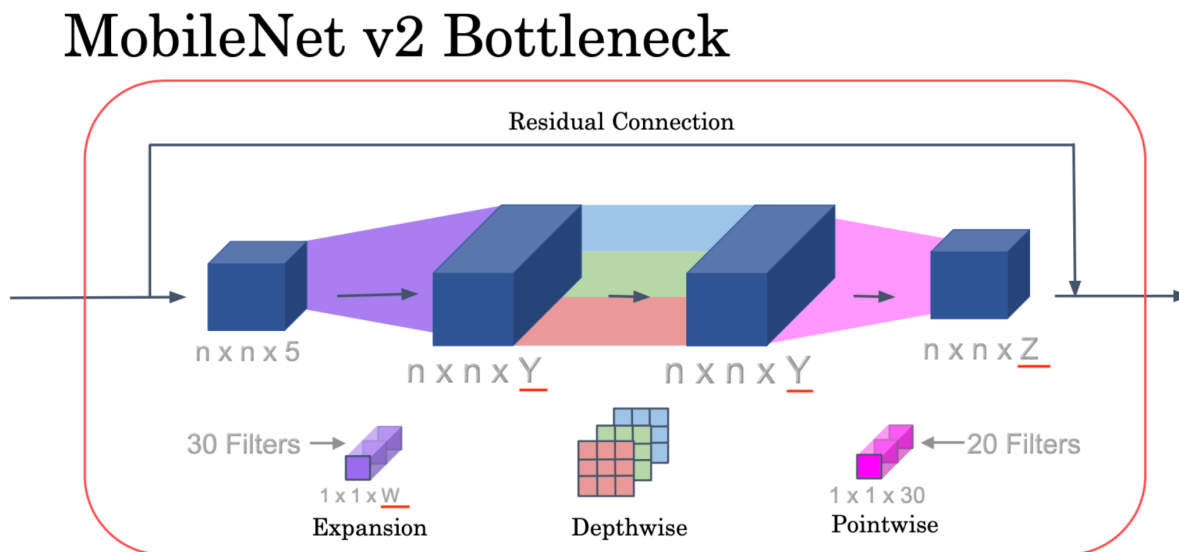 MobileNet v2 Bottleneck
Residual Connection
n x n x 5
n x n x Y
n x n x Y
n x n x Z
30 Filters
1 x 1 x W
Expansion
Depthwise
20 Filters
1 x 1 x 30
Pointwise